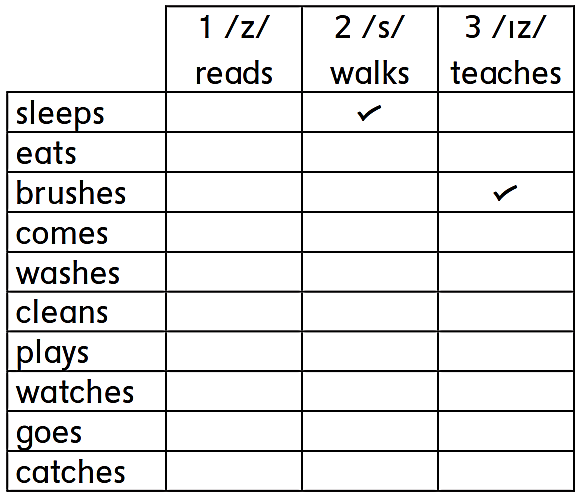 1 /z/ 2 /s/ 3 /ɪz/
reads walks teaches
sleeps ✓
eats
brushes ✓
comes
washes
cleans
plays
watches
goes
catches